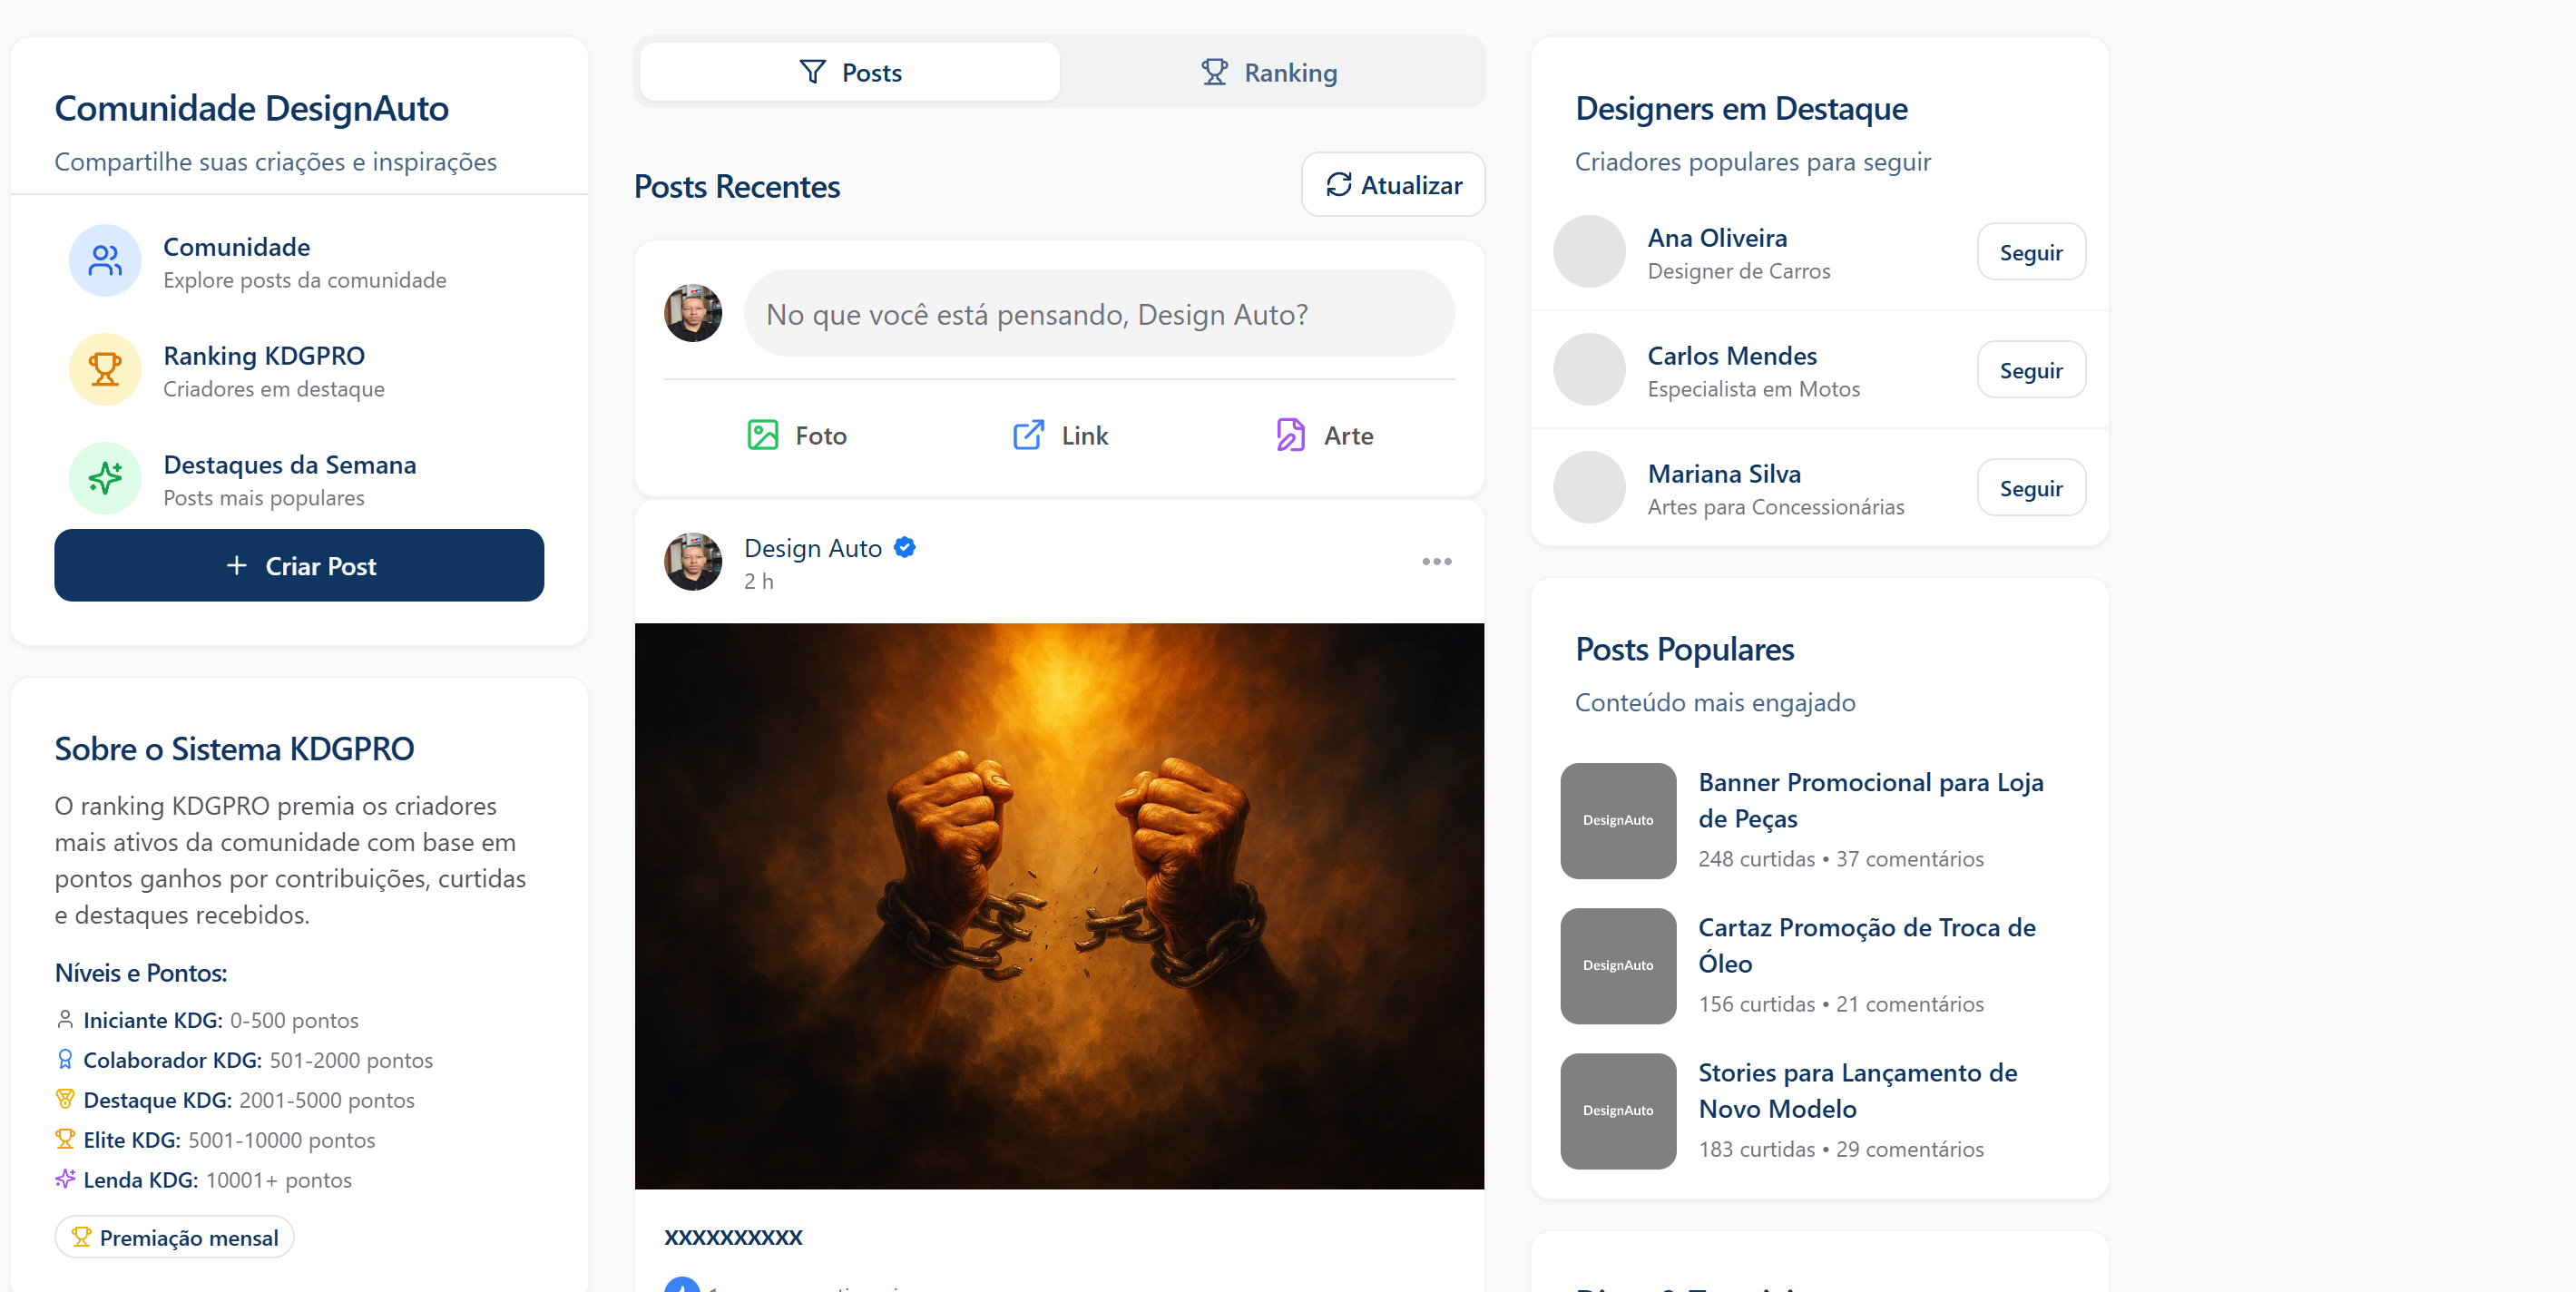 Comunidade DesignAuto
Compartilhe suas criações e inspirações
Comunidade
Explore posts da comunidade
Ranking KDGPRO
Criadores em destaque
Destaques da Semana
Posts mais populares
Criar Post
Sobre o Sistema KDGPRO
O ranking KDGPRO premia os criadores
mais ativos da comunidade com base em
pontos ganhos por contribuições, curtidas
e destaques recebidos.
Níveis e Pontos:
Iniciante KDG: 0-500 pontos
Colaborador KDG: 501-2000 pontos
Destaque KDG: 2001-5000 pontos
Elite KDG: 5001-10000 pontos
Lenda KDG: 10001+ pontos
Premiação mensal
Posts
Ranking
Posts Recentes
Atualizar
No que você está pensando, Design Auto?
Foto
Link
Arte
Design Auto
2 h
xxxxxxxxxx
Designers em Destaque
Criadores populares para seguir
Ana Oliveira
Designer de Carros
Seguir
Carlos Mendes
Especialista em Motos
Seguir
Mariana Silva
Artes para Concessionárias
Seguir
Posts Populares
Conteúdo mais engajado
DesignAuto
Banner Promocional para Loja
de Peças
248 curtidas • 37 comentários
DesignAuto
Cartaz Promoção de Troca de
Óleo
156 curtidas • 21 comentários
DesignAuto
Stories para Lançamento de
Novo Modelo
183 curtidas • 29 comentários